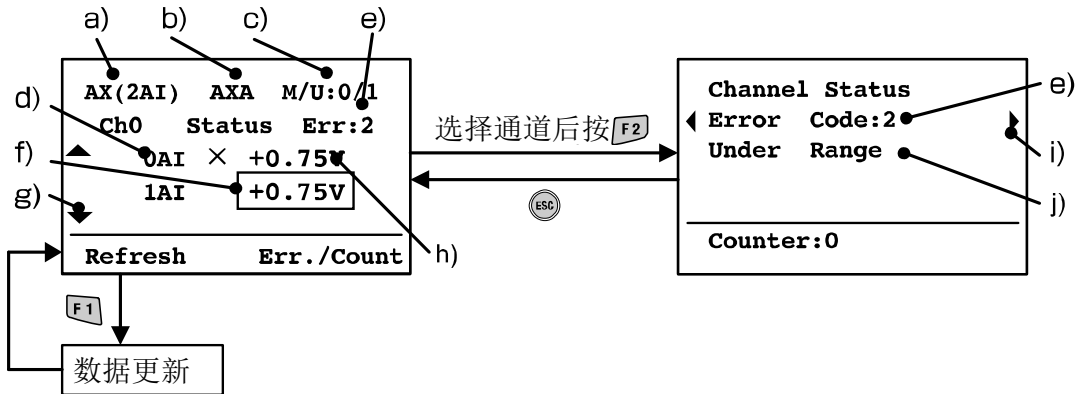 a) b) c) e)
AX(2AI) AXA M/U:0/1
d)
Ch0 Status Err:2
f)
0AI × +0.75V
g)
1AI +0.75V
h)
Refresh Err./Count
F1
数据更新
选择通道后按 F2
ESC
Channel Status
e)
Error Code:2
i)
Under Range
j)
Counter:0